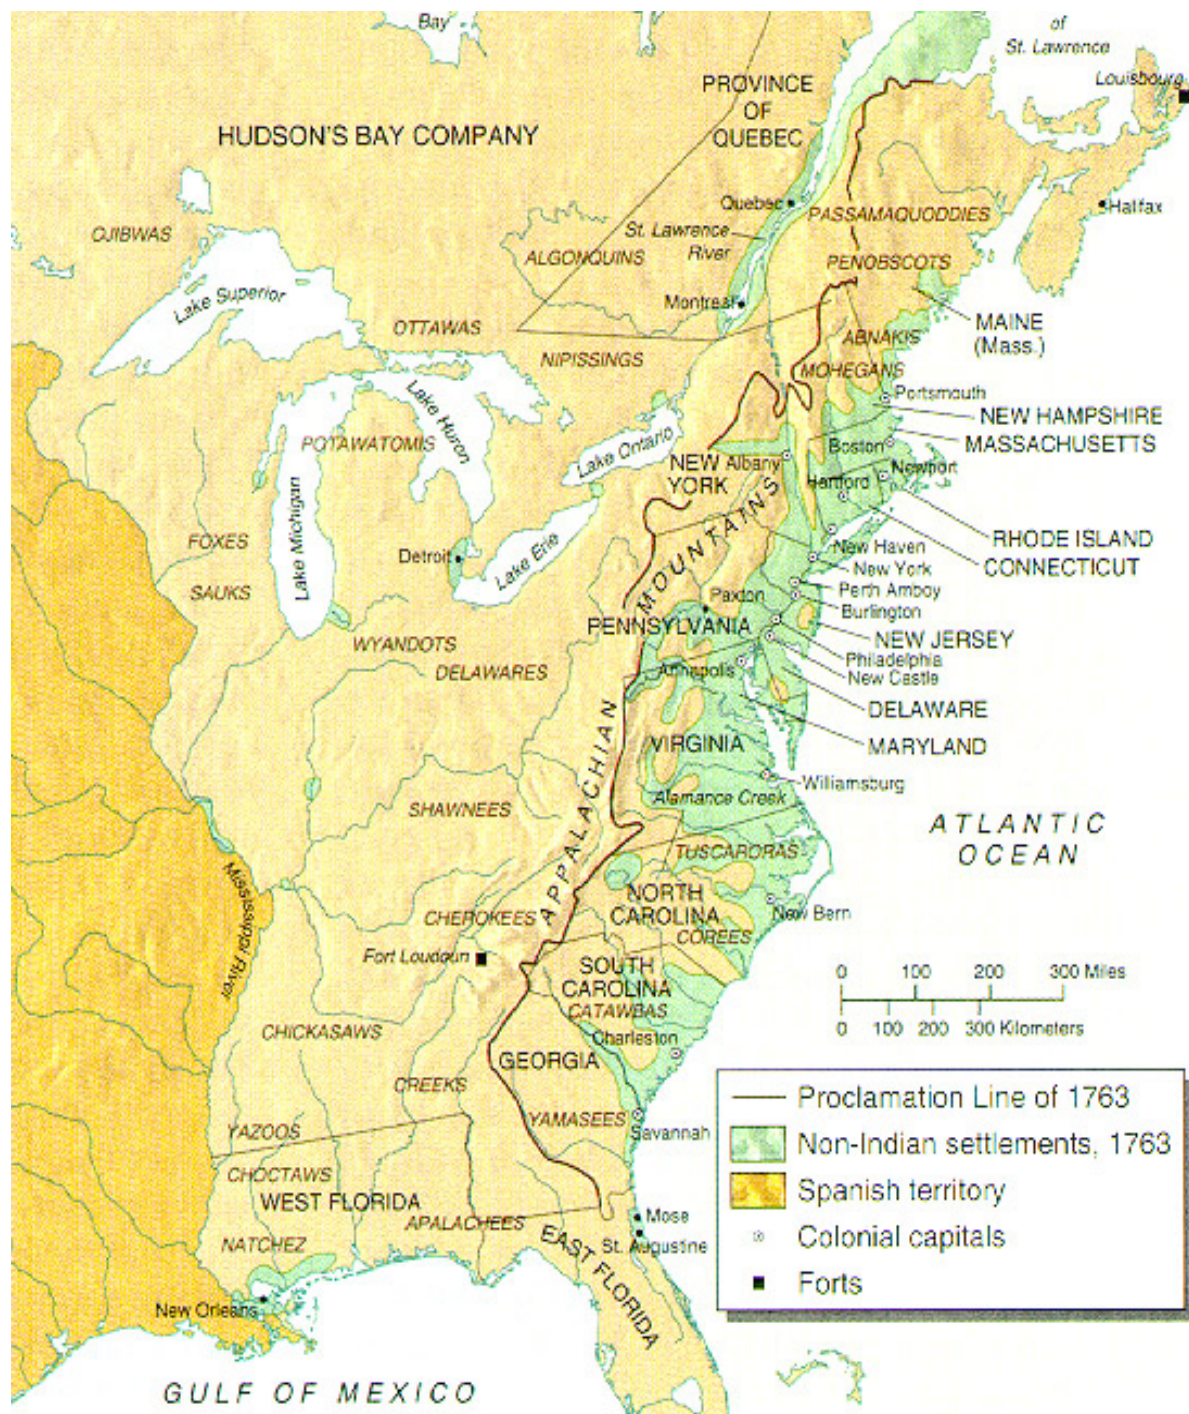 Bay
of
St. Lawrence
Louisbourg
PROVINCE
OF
QUEBEC
HUDSON'S BAY COMPANY
Quebec
Halifax
PASSAMAQUODDIES
OJIBWAS
St. Lawrence
River
ALGONQUINS
PENOBSCOTS
Lake Superior
Montreal
MAINE
(Mass.)
OTTAWAS
ABNAKIS
NIPISSINGS
MOHEGANS
Portsmouth
Lake Huron
NEW HAMPSHIRE
POTAWATOMIS
Lake Ontario
Boston
MASSACHUSETTS
NEW
YORK
Albany
Newport
Hartford
Lake Michigan
FOXES
RHODE ISLAND
Detroit
Lake Erie
New Haven
CONNECTICUT
New York
SAUKS
Perth Amboy
Paxton
Burlington
PENNSYLVANIA
WYANDOTS
NEW JERSEY
Philadelphia
DELAWARES
Annapolis
New Castle
APPALACHIAN MOUNTAINS
DELAWARE
VIRGINIA
MARYLAND
Williamsburg
Alamance Creek
SHAWNEES
ATLANTIC
OCEAN
TUSCARORAS
Mississippi River
NORTH
CAROLINA
New Bern
CHEROKEES
COREES
Fort Loudoun
SOUTH
CAROLINA
0 100 200 300 Miles
0 100 200 300 Kilometers
CATAWBAS
CHICKASAWS
Charleston
GEORGIA
CREEKS
YAMASEES
YAZOOS
Savannah
CHOCTAWS
WEST FLORIDA
APALACHEES
Mose
St. Augustine
NATCHEZ
EAST FLORIDA
New Orleans
GULF OF MEXICO
Proclamation Line of 1763
Non-Indian settlements, 1763
Spanish territory
Colonial capitals
Forts